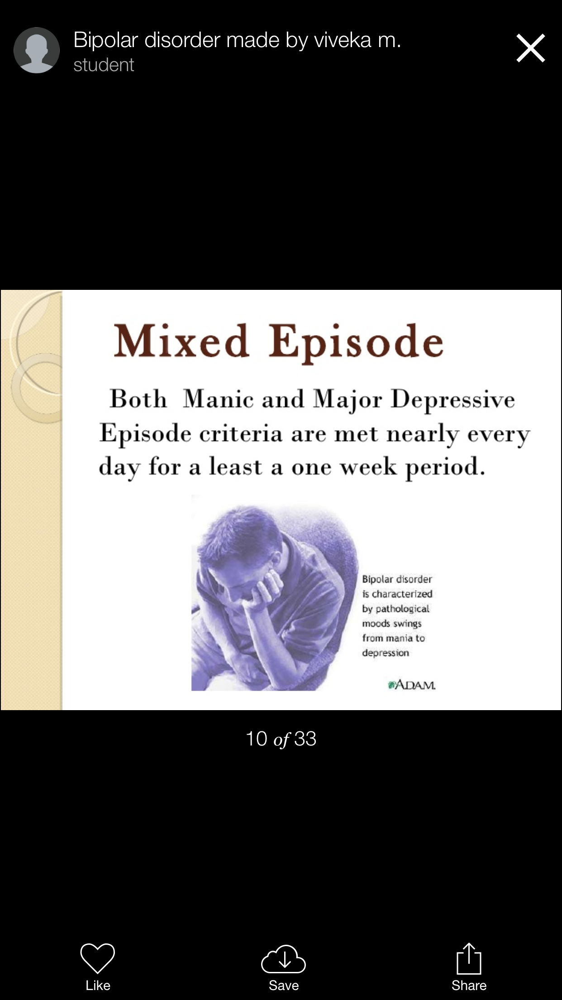 Bipolar disorder made by viveka m.
student
Mixed Episode
Both Manic and Major Depressive
Episode criteria are met nearly every
day for a least a one week period.
Bipolar disorder
is characterized
by pathological
moods swings
from mania to
depression
A.D.A.M.
10 of 33
Like Save Share